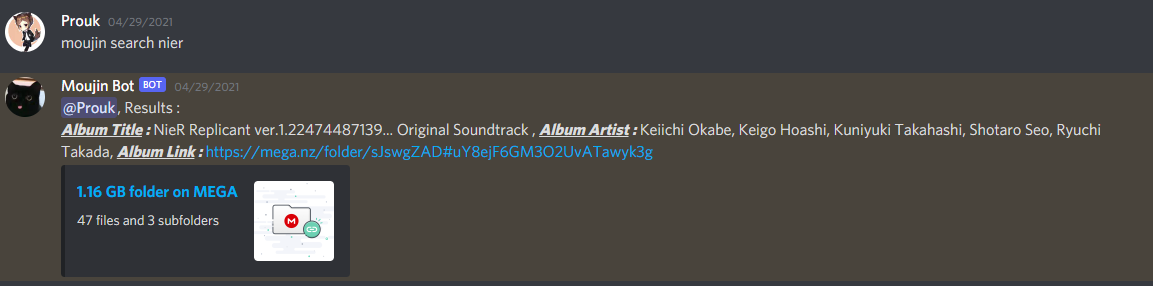 Prouk 04/29/2021
moujin search nier
Moujin Bot BOT 04/29/2021
@Prouk, Results :
Album Title : NieR Replicant ver.1.22474487139... Original Soundtrack , Album Artist : Keiichi Okabe, Keigo Hoashi, Kuniyuki Takahashi, Shotaro Seo, Ryuchi
Takada, Album Link : https://mega.nz/folder/sJswgZAD#uY8ejF6GM3O2UvATawyk3g
1.16 GB folder on MEGA
47 files and 3 subfolders
M